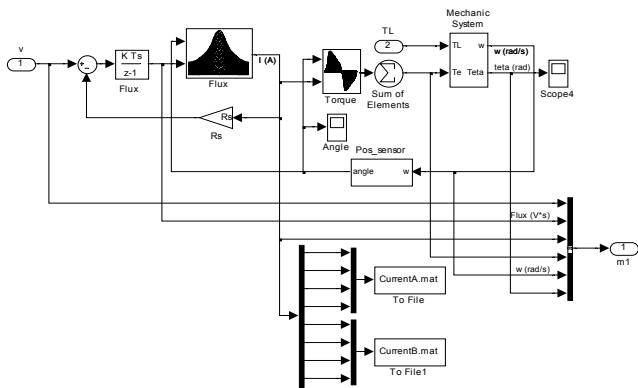 v
1
+
-
K Ts
z-1
Flux
Flux
I (A)
Rs
Rs
Torque
TL
2
Sum of
Elements
Mechanic
System
TL
w
Te
Teta
w (rad/s)
teta (rad)
Scope4
Angle
Pos_sensor
angle
w
Flux (V*s)
w (rad/s)
1
m1
CurrentA.mat
To File
CurrentB.mat
To File1